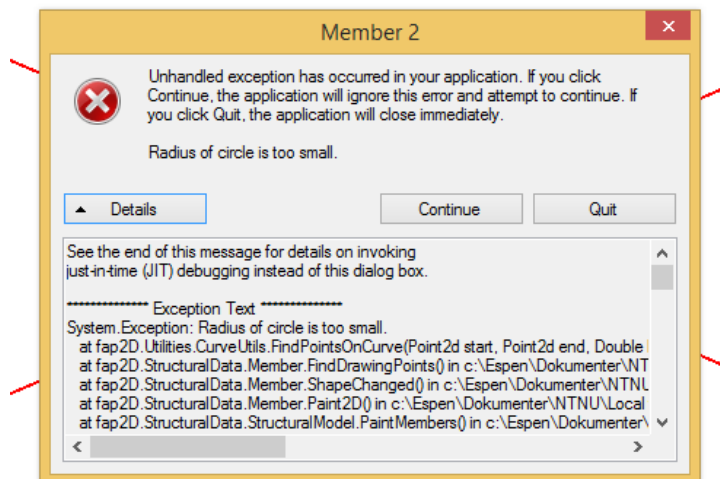 Member 2
Unhandled exception has occurred in your application. If you click
Continue, the application will ignore this error and attempt to continue. If
you click Quit, the application will close immediately.
Radius of circle is too small.
Details
Continue
Quit
See the end of this message for details on invoking
just-in-time (JIT) debugging instead of this dialog box.
************** Exception Text **************
System.Exception: Radius of circle is too small.
at fap2D.Utilities.CurveUtils.FindPointsOnCurve(Point2d start, Point2d end, Double
at fap2D.StructuralData.Member.FindDrawingPoints() in c:\Espen\Dokumenter\NT
at fap2D.StructuralData.Member.ShapeChanged() in c:\Espen\Dokumenter\NTNU
at fap2D.StructuralData.Member.Paint2D() in c:\Espen\Dokumenter\NTNU\Local
at fap2D.StructuralData.StructuralModel.PaintMembers() in c:\Espen\Dokumenter\